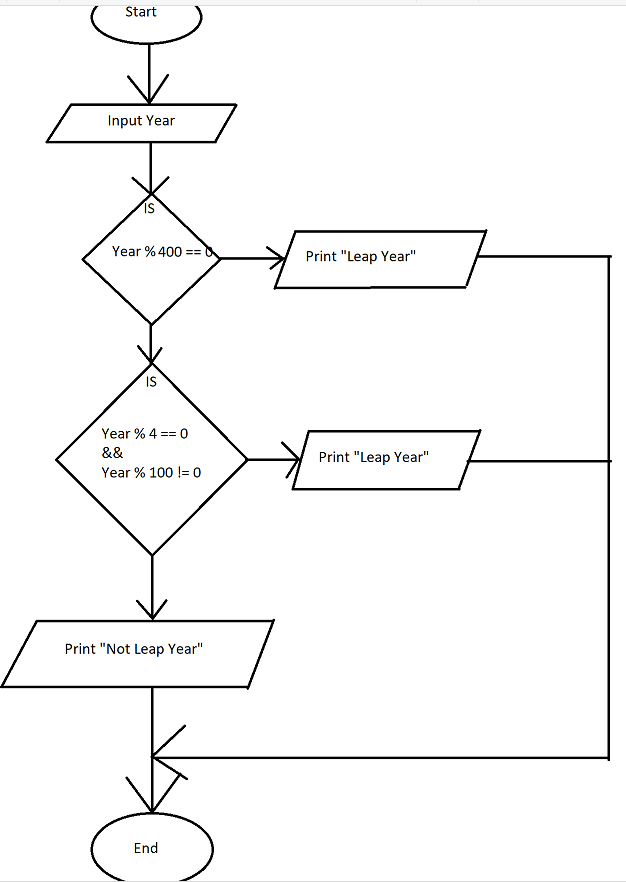 Start
Input Year
IS
Year % 400 == 0
Print "Leap Year"
IS
Year % 4 == 0
&&
Year % 100 != 0
Print "Leap Year"
Print "Not Leap Year"
End